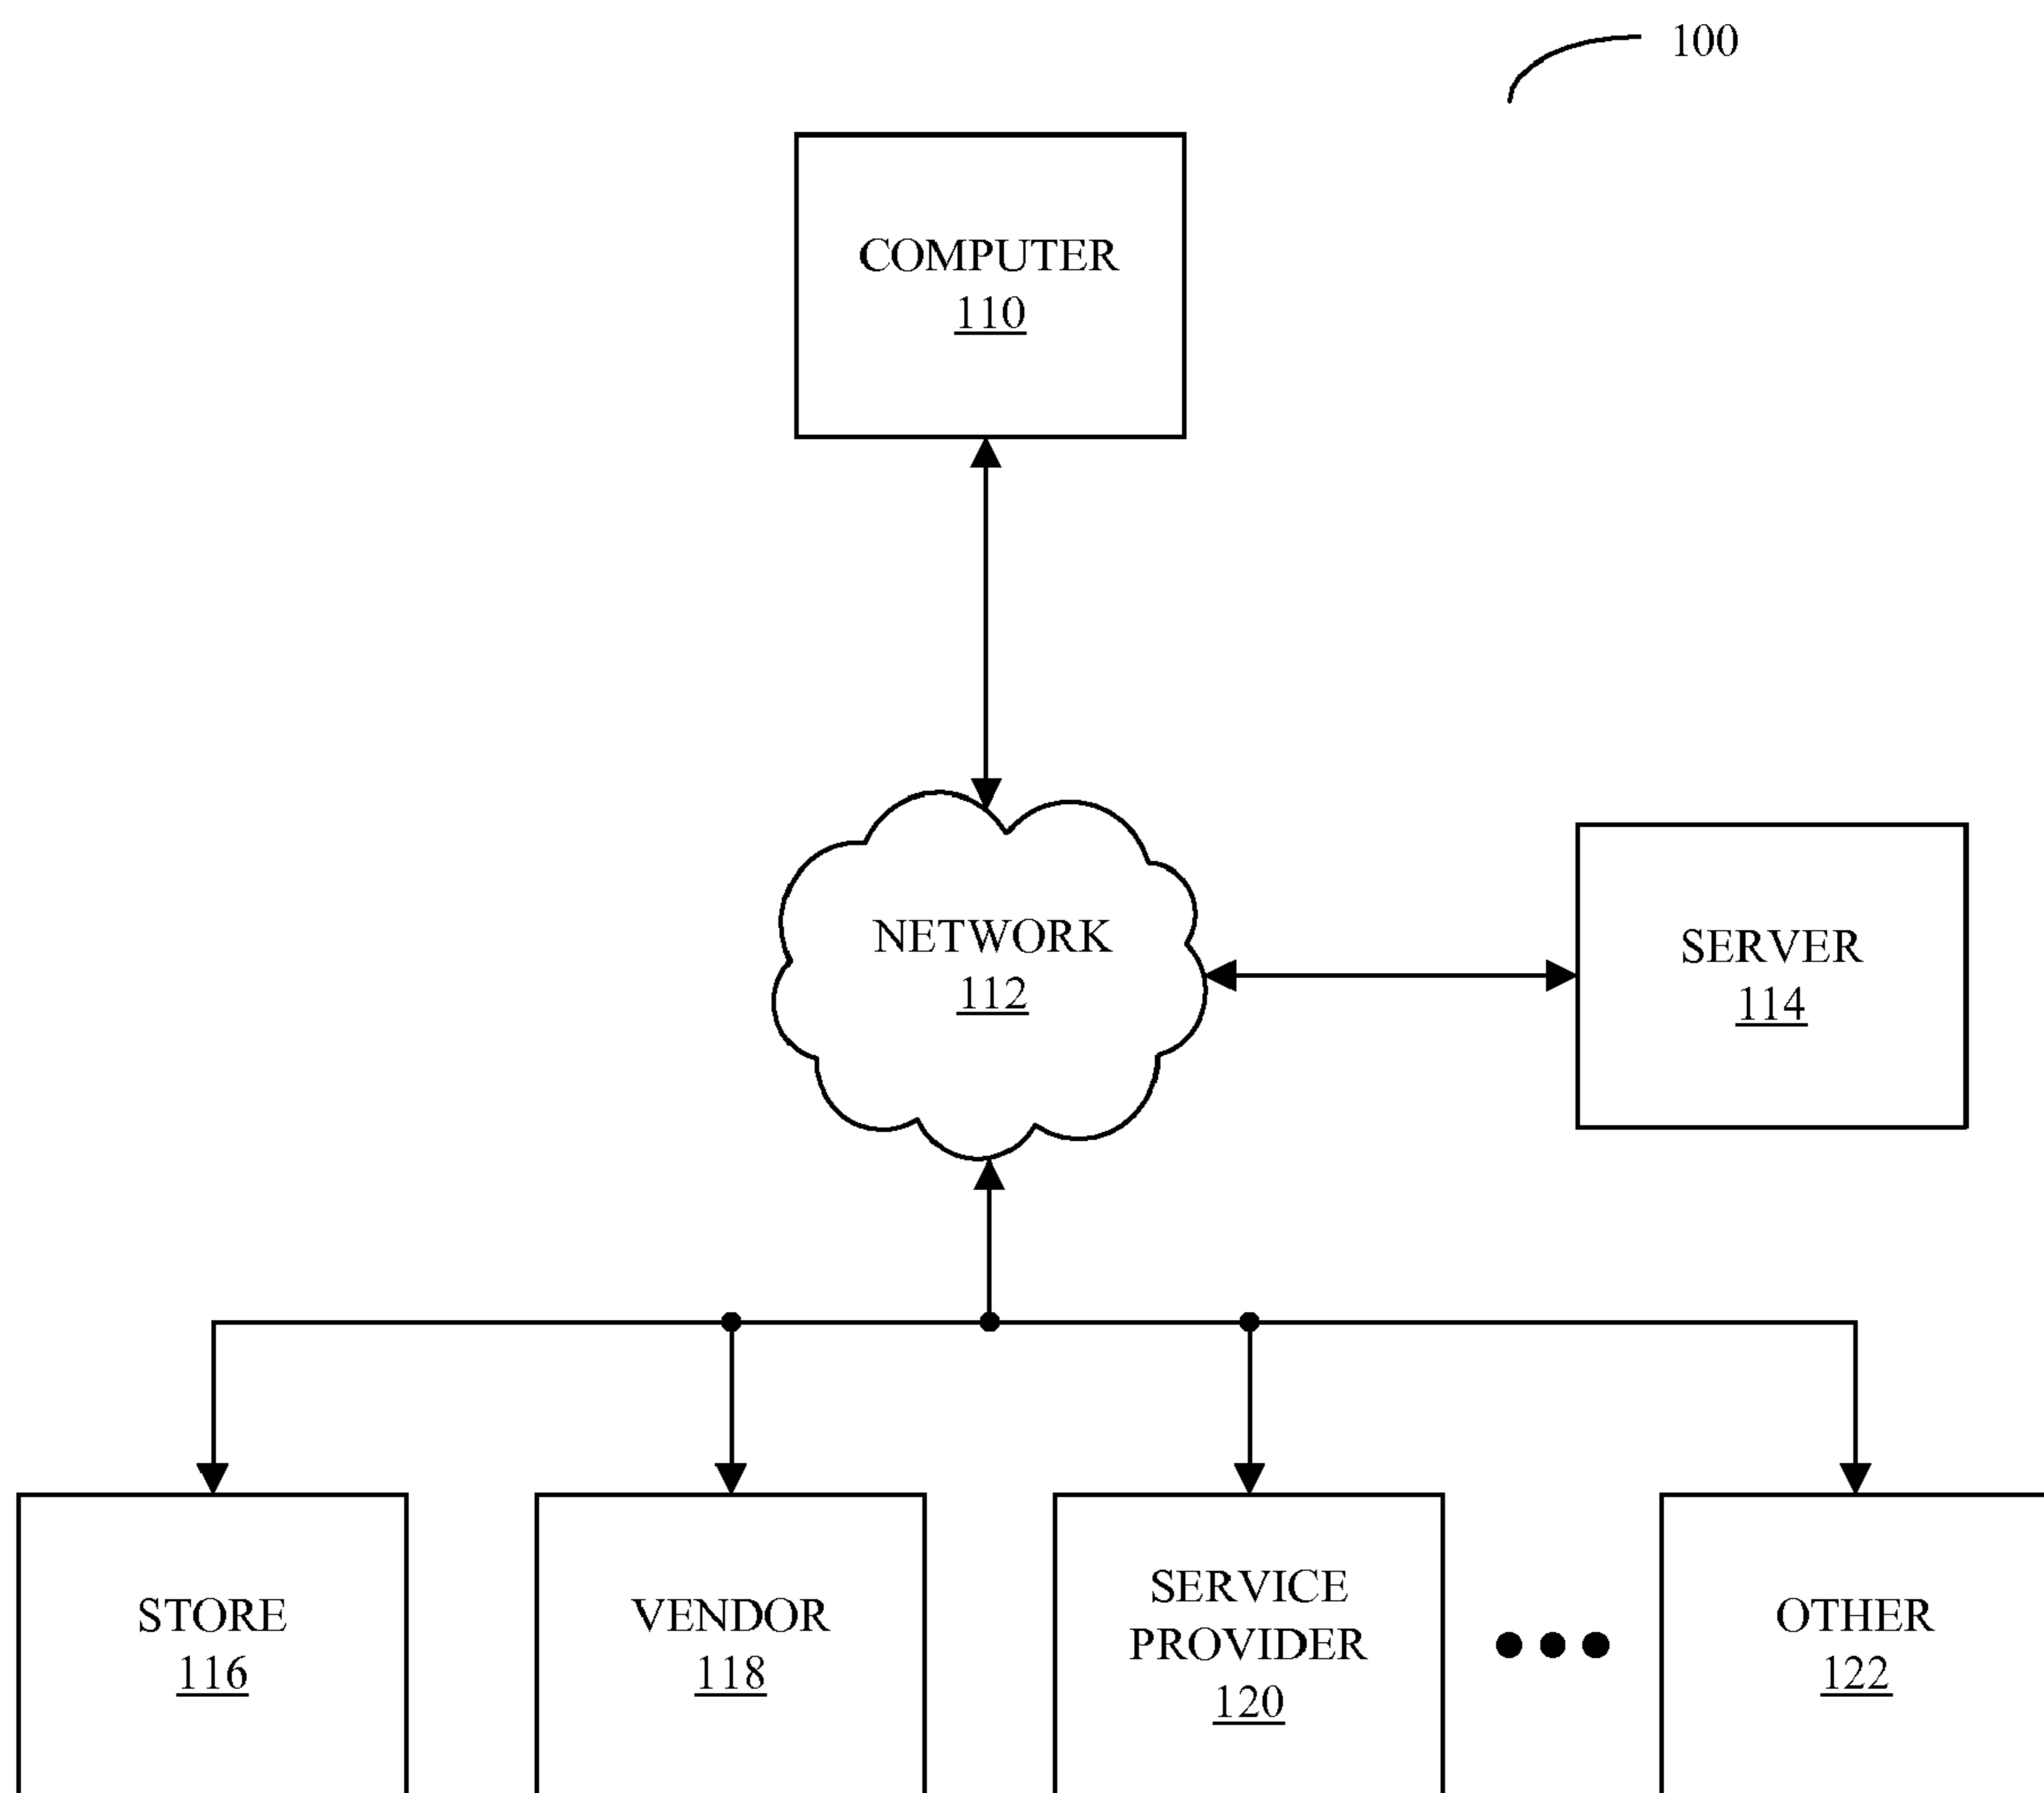 100
COMPUTER
110
NETWORK
112
SERVER
114
STORE
116
VENDOR
118
SERVICE
PROVIDER
120
OTHER
122